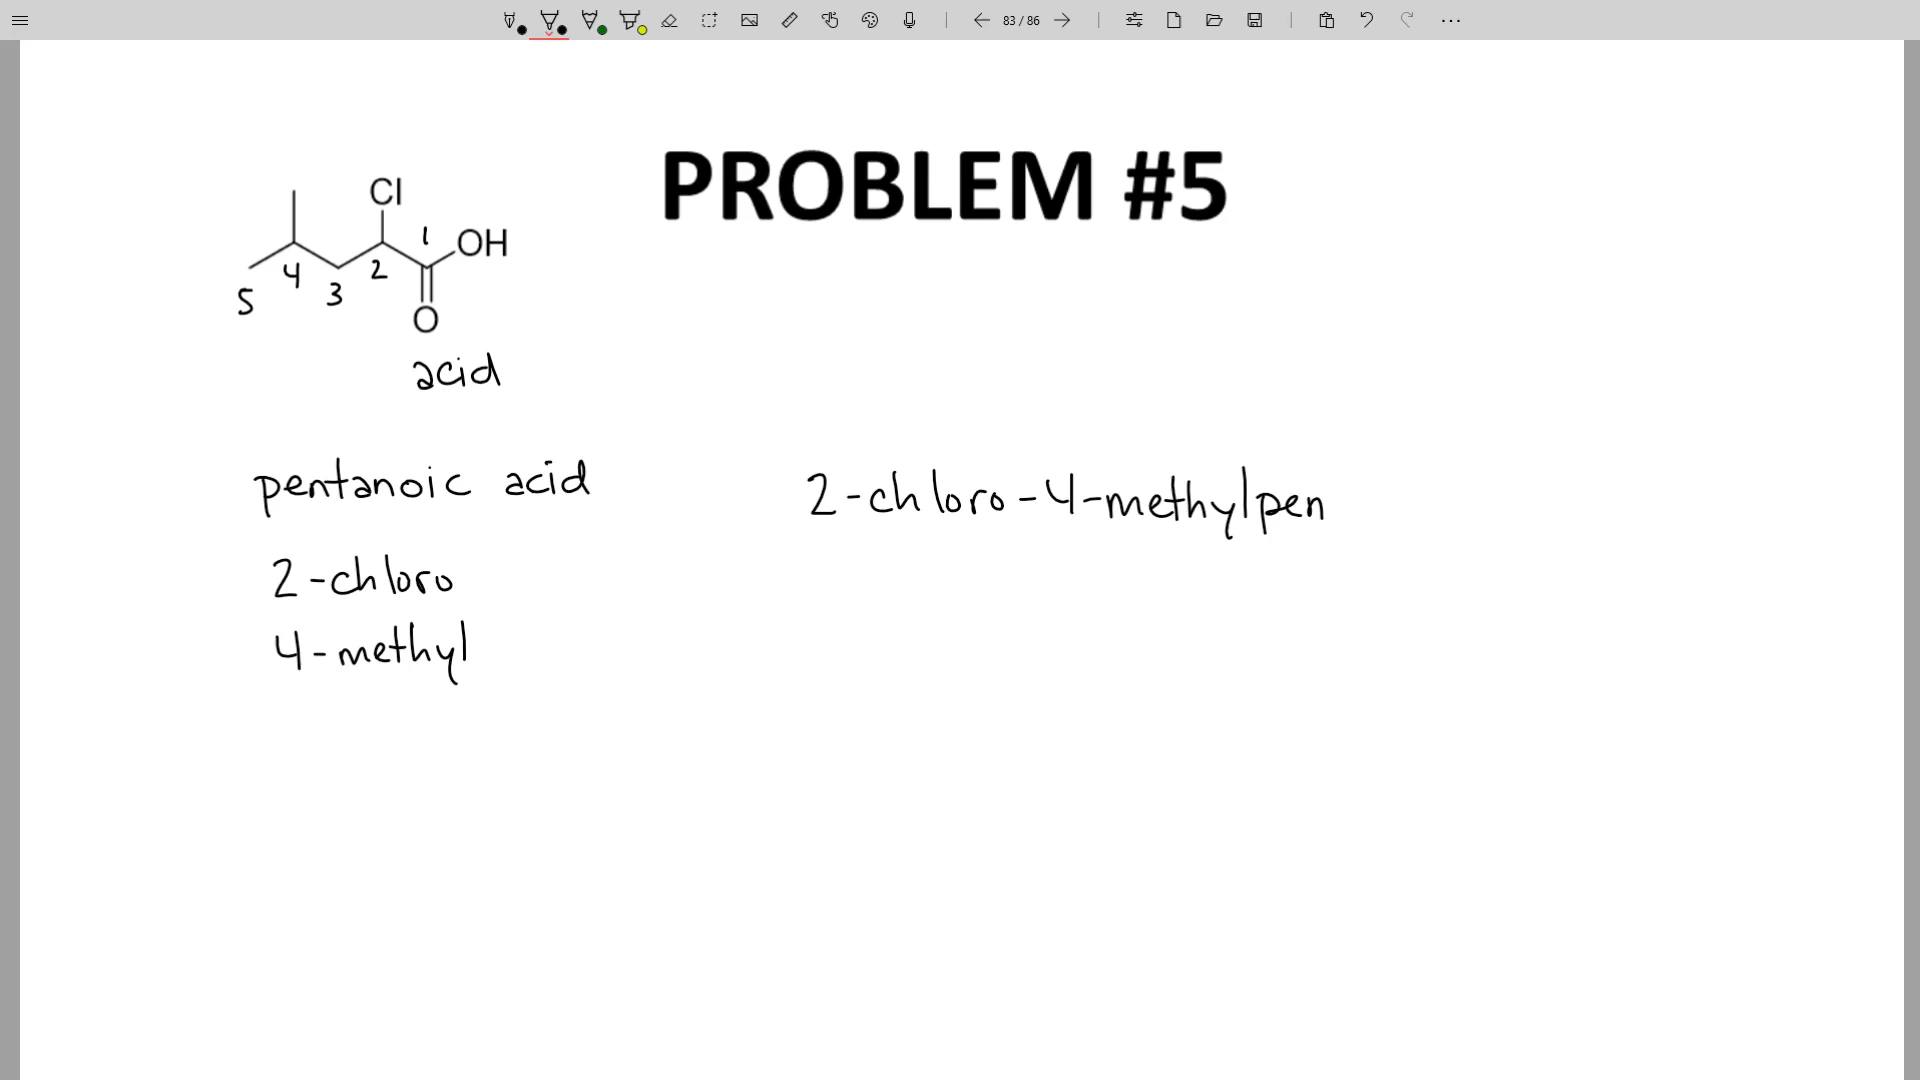 83 / 86
PROBLEM #5
Cl
1
OH
4
2
3
5
O
acid
pentanoic acid
2-chloro-4-methylpen
2-chloro
4-methyl